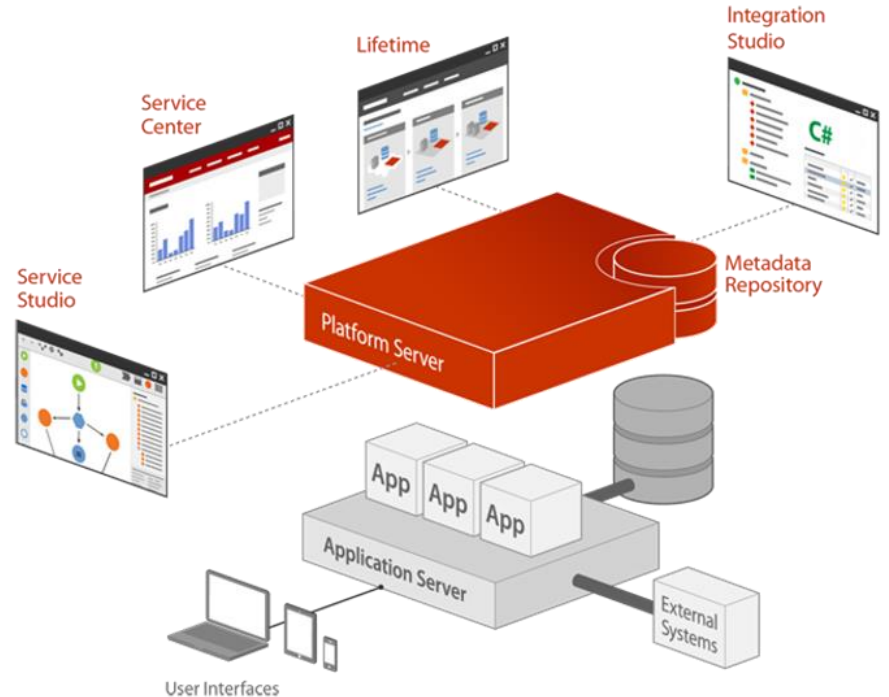 Lifetime
Integration
Studio
Service
Center
C#
Service
Studio
Metadata
Repository
Platform Server
App
App
App
Application Server
External
Systems
User Interfaces